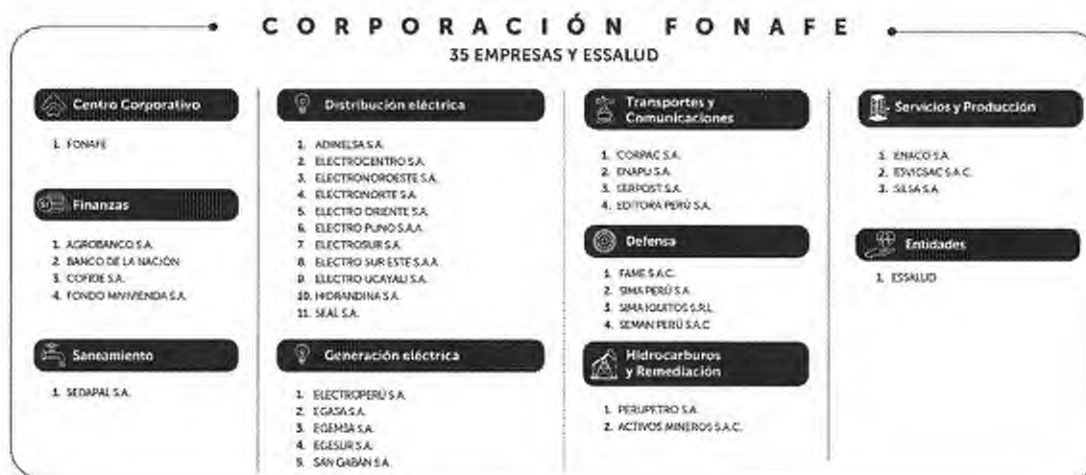 CORPORACIÓN FONAFE
35 EMPRESAS Y ESSALUD
Centro Corporativo
1. FONAFE
Finanzas
1. AGROBANCO S.A.
2. BANCO DE LA NACIÓN
3. COFIDE S.A.
4. FONDO MIVIVIENDA S.A.
Saneamiento
1. SEDAPAL S.A.
Distribución eléctrica
1. ADINELSA S.A.
2. ELECTROCENTRO S.A.
3. ELECTRONOROESTE S.A.
4. ELECTRONORTE S.A.
5. ELECTRO ORIENTE S.A.
6. ELECTRO PUNO S.A.A.
7. ELECTROSUR S.A.
8. ELECTRO SUR ESTE S.A.A.
9. ELECTRO UCAYALI S.A.
10. HIDRANDINA S.A.
11. SEAL S.A.
Generación eléctrica
1. ELECTROPERÚ S.A.
2. EGASA S.A.
3. EGEMSA S.A.
4. EGESUR S.A.
5. SAN GABÁN S.A.
Transportes y
Comunicaciones
1. CORPAC S.A.
2. ENAPU S.A.
3. SERPOST S.A.
4. EDITORA PERÚ S.A.
Defensa
1. FAME S.A.C.
2. SIMA PERÚ S.A.
3. SIMA IQUITOS S.R.L
4. SEMAN PERÚ S.A.C
Hidrocarburos
y Remediación
1. PERUPETRO S.A.
2. ACTIVOS MINEROS S.A.C.
Servicios y Producción
1. ENACO S.A.
2. ESVICSAC S.A.C.
3. SILSA S.A.
Entidades
1. ESSALUD